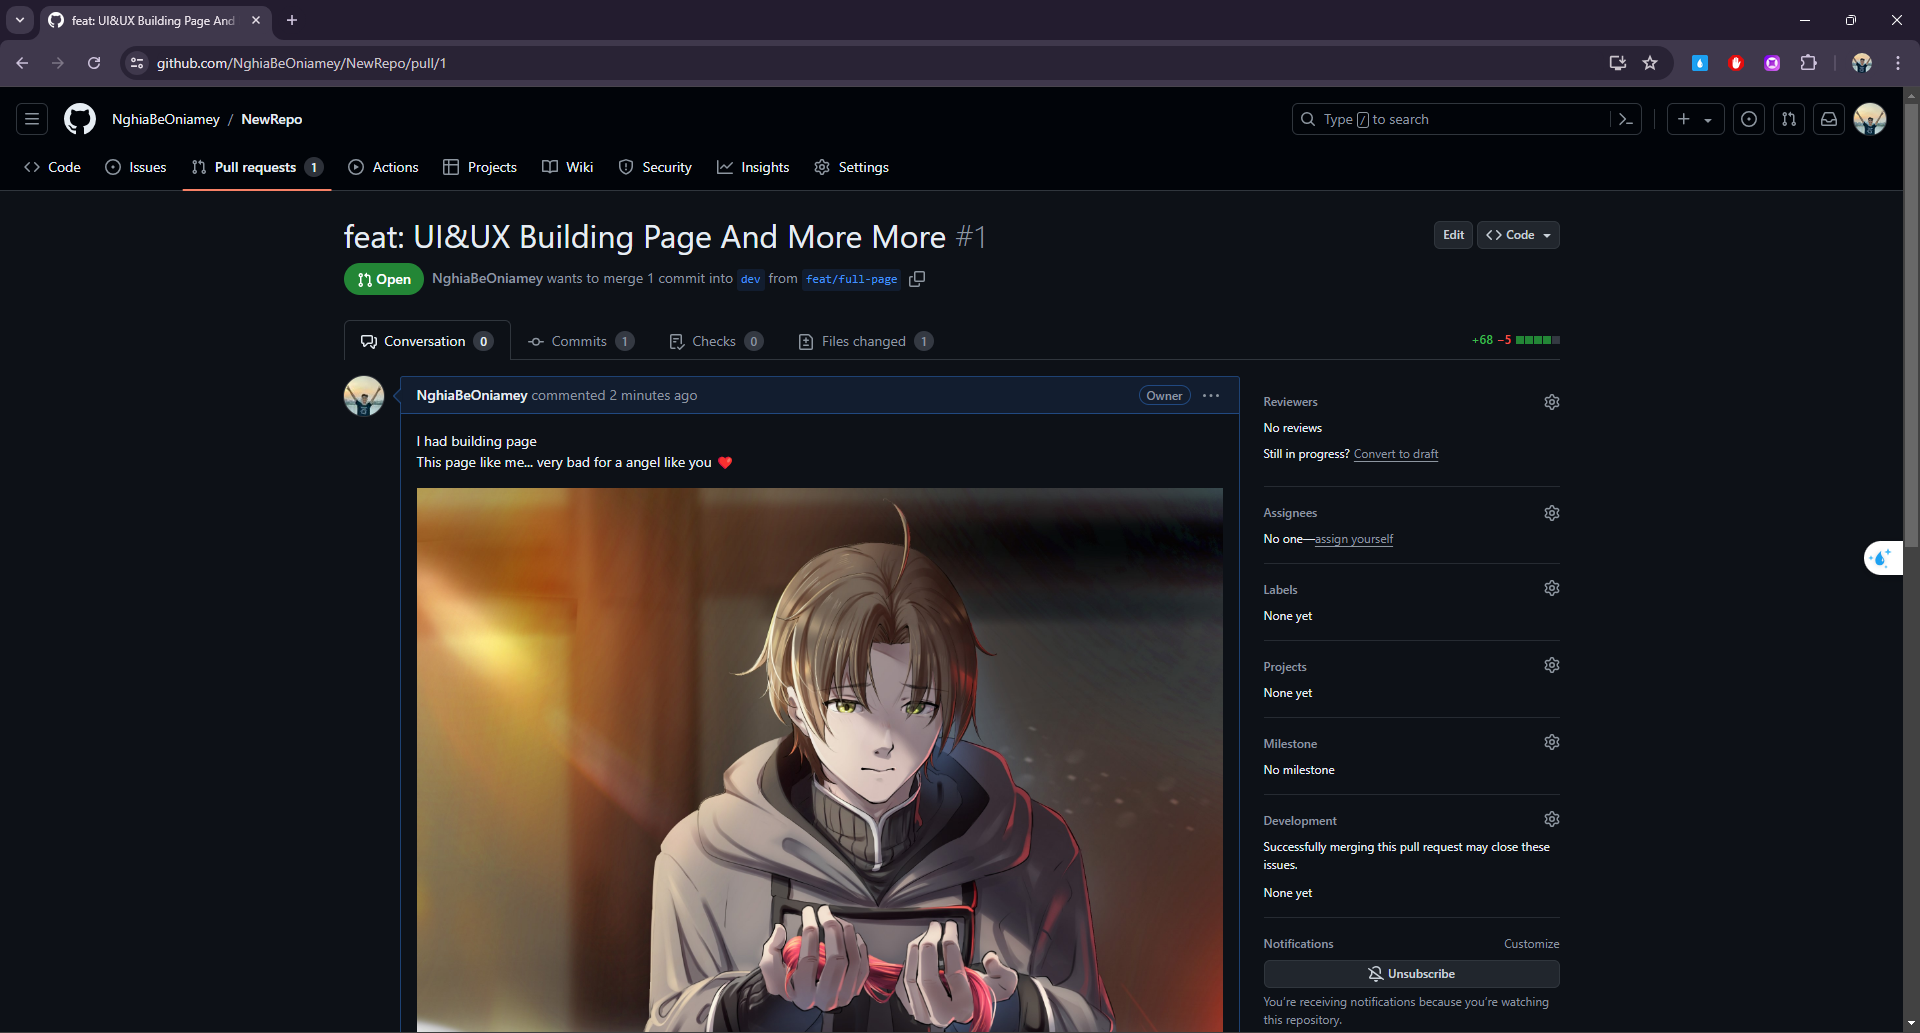 feat: UI&UX Building Page And
github.com/NghiaBeOniamey/NewRepo/pull/1
NghiaBeOniamey / NewRepo
Type / to search
Code
Issues
Pull requests 1
Actions
Projects
Wiki
Security
Insights
Settings
feat: UI&UX Building Page And More More #1
Edit
Code
Open
NghiaBeOniamey wants to merge 1 commit into dev from feat/full-page
Conversation 0
Commits 1
Checks 0
Files changed 1
+68 −5
NghiaBeOniamey commented 2 minutes ago
Owner
I had building page
This page like me... very bad for a angel like you ❤️
Reviewers
No reviews
Still in progress? Convert to draft
Assignees
No one—assign yourself
Labels
None yet
Projects
None yet
Milestone
No milestone
Development
Successfully merging this pull request may close these
issues.
None yet
Notifications
Customize
Unsubscribe
You're receiving notifications because you're watching
this repository.